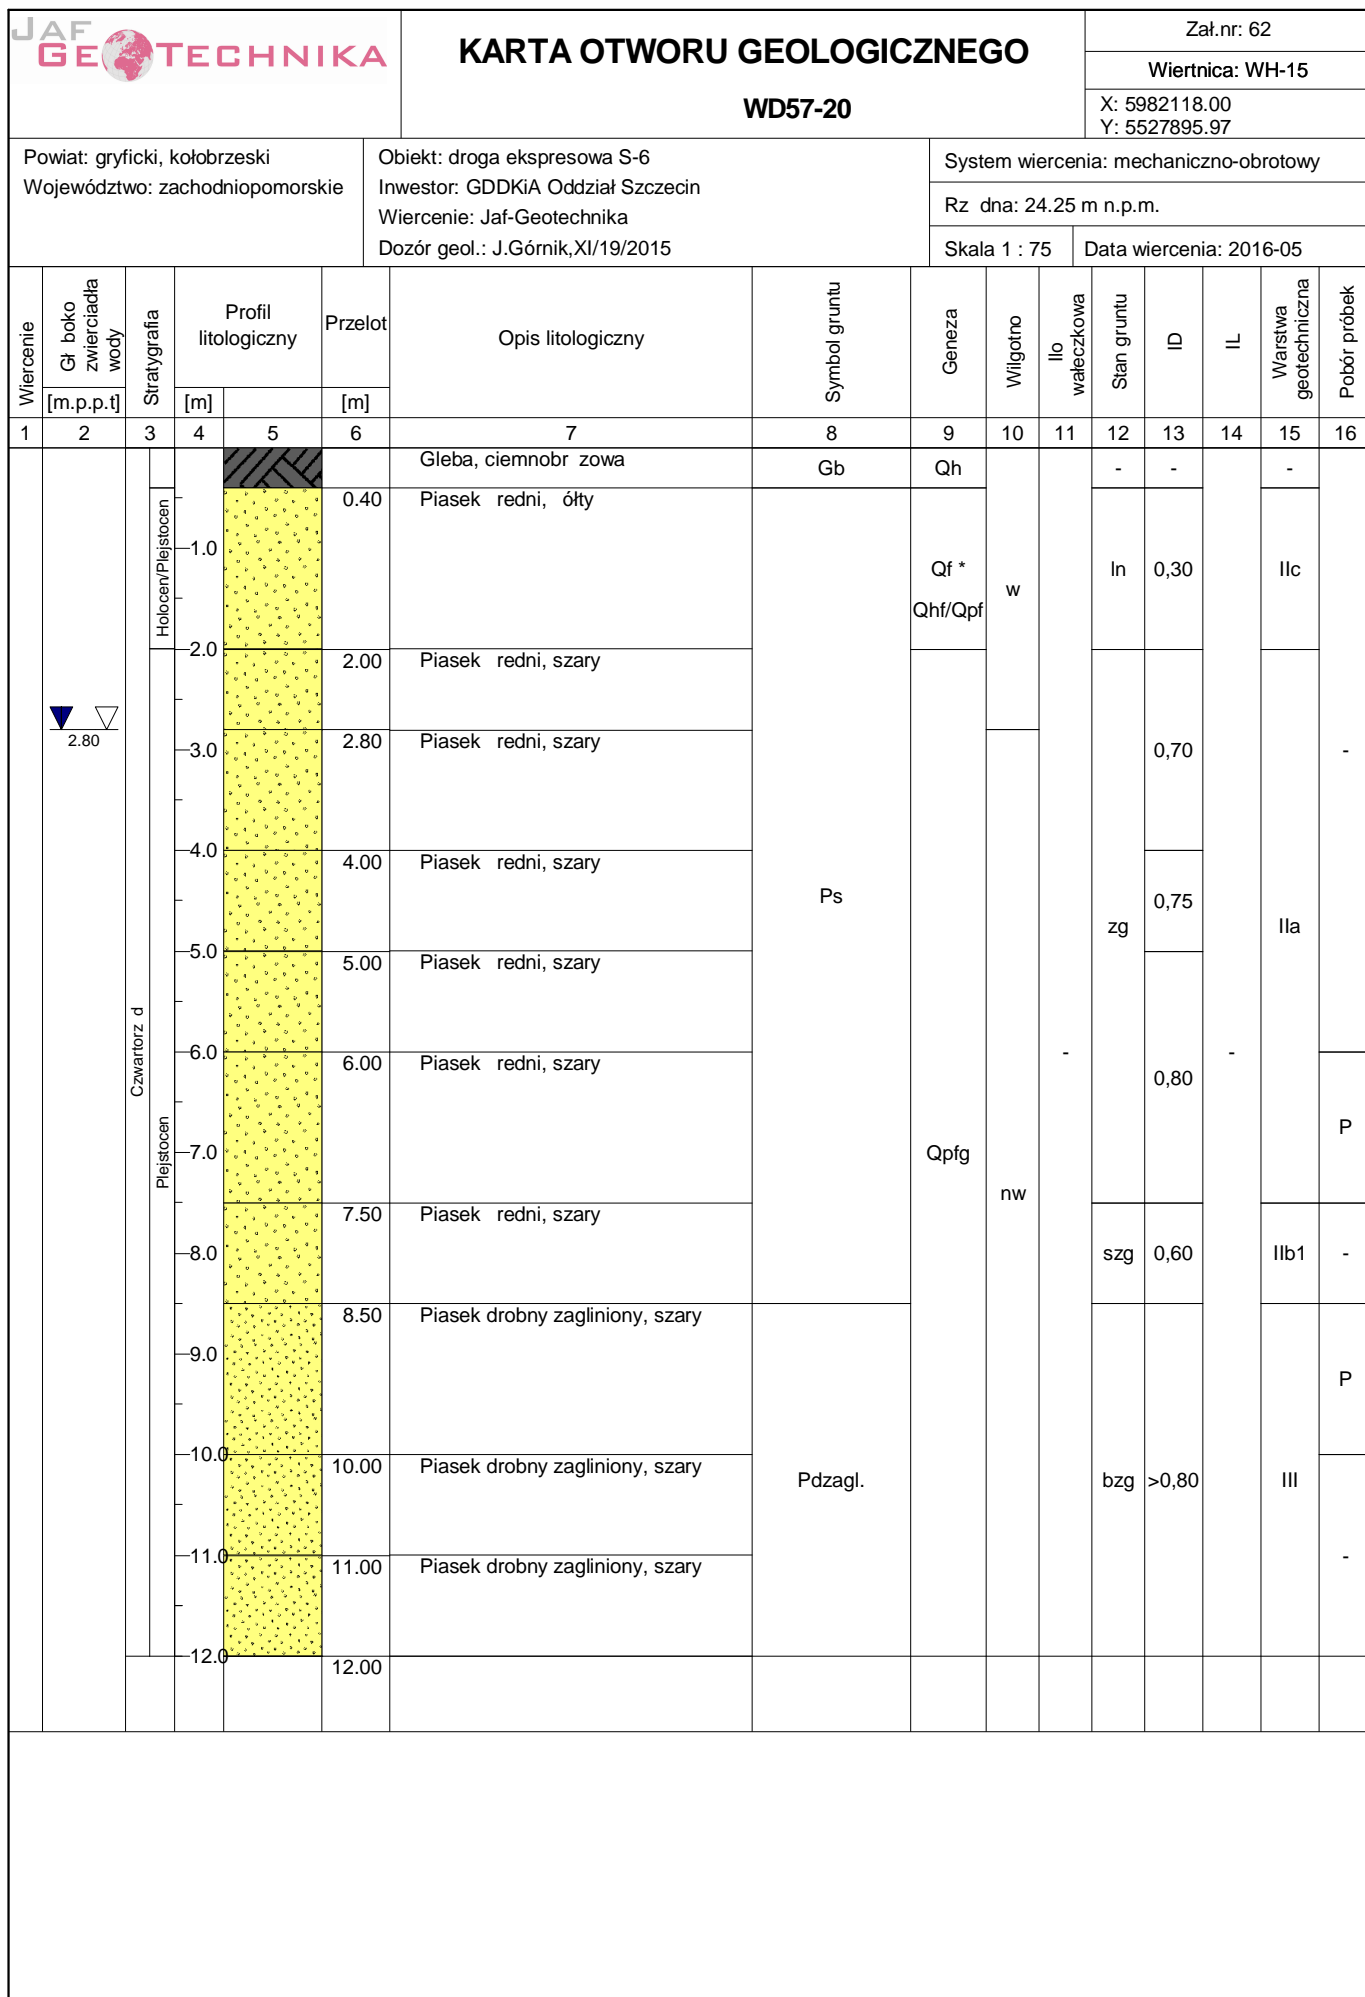 JAF
GEOTECHNIKA
KARTA OTWORU GEOLOGICZNEGO
WD57-20
Zał.nr: 62
Wiertnica: WH-15
X: 5982118.00
Y: 5527895.97
Powiat: gryficki, kołobrzeski
Województwo: zachodniopomorskie
Obiekt: droga ekspresowa S-6
Inwestor: GDDKiA Oddział Szczecin
Wiercenie: Jaf-Geotechnika
Dozór geol.: J.Górnik,XI/19/2015
System wiercenia: mechaniczno-obrotowy
Rz dna: 24.25 m n.p.m.
Skala 1 : 75
Data wiercenia: 2016-05
Wiercenie
Gł boko
zwierciadła
wody
[m.p.p.t]
Stratygrafia
Profil
litologiczny
[m]
Przelot
[m]
Opis litologiczny
Symbol gruntu
Geneza
Wilgotno
Ilo
wałeczkowa
Stan gruntu
ID
IL
Warstwa
geotechniczna
Pobór próbek
1 2 3 4 5 6 7 8 9 10 11 12 13 14 15 16
Gleba, ciemnobr zowa
Gb
Qh
- - -
0.40 Piasek redni, ółty
Holocen/Plejstocen
1.0
Qf *
Qhf/Qpf
w
ln
0,30
IIc
2.0
2.00 Piasek redni, szary
2.80
2.80 Piasek redni, szary
3.0
0,70
-
4.0
4.00 Piasek redni, szary
Ps
0,75
zg
IIa
5.0
5.00 Piasek redni, szary
Czwartorz d
6.0
6.00 Piasek redni, szary
-
-
0,80
Plejstocen
7.0
Qpfg
P
nw
7.50 Piasek redni, szary
8.0
szg
0,60
IIb1
-
8.50 Piasek drobny zagliniony, szary
9.0
P
10.0
10.00 Piasek drobny zagliniony, szary
Pdzagl.
bzg
>0,80
III
11.0
11.00 Piasek drobny zagliniony, szary
-
12.0
12.00